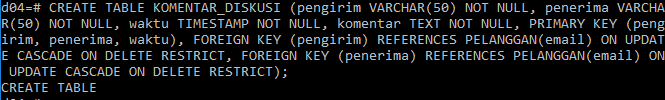 d04=# CREATE TABLE KOMENTAR_DISKUSI (pengirim VARCHAR(50) NOT NULL, penerima VARCHA
R(50) NOT NULL, waktu TIMESTAMP NOT NULL, komentar TEXT NOT NULL, PRIMARY KEY (peng
irim, penerima, waktu), FOREIGN KEY (pengirim) REFERENCES PELANGGAN(email) ON UPDAT
E CASCADE ON DELETE RESTRICT, FOREIGN KEY (penerima) REFERENCES PELANGGAN(email) ON
 UPDATE CASCADE ON DELETE RESTRICT);
CREATE TABLE